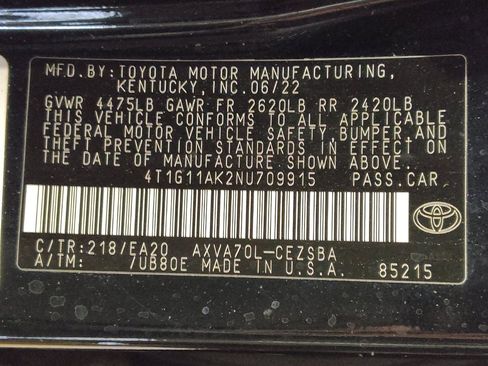 MFD.BY:TOYOTA MOTOR MANUFACTURING,
KENTUCKY,INC.06/22
GVWR 4475LB GAWR FR 2620LB RR 2420LB
THIS VEHICLE CONFORMS TO ALL APPLICABLE
FEDERAL MOTOR VEHICLE SAFETY,BUMPER,AND
THEFT PREVENTION STANDARDS IN EFFECT ON
THE DATE OF MANUFACTURE SHOWN ABOVE.
4T1G11AK2NU709915 PASS.CAR
C/TR:218/EA20 AXVA70L-CEZSBA
A/TM: 7UB80E MADE IN U.S.A. 85215